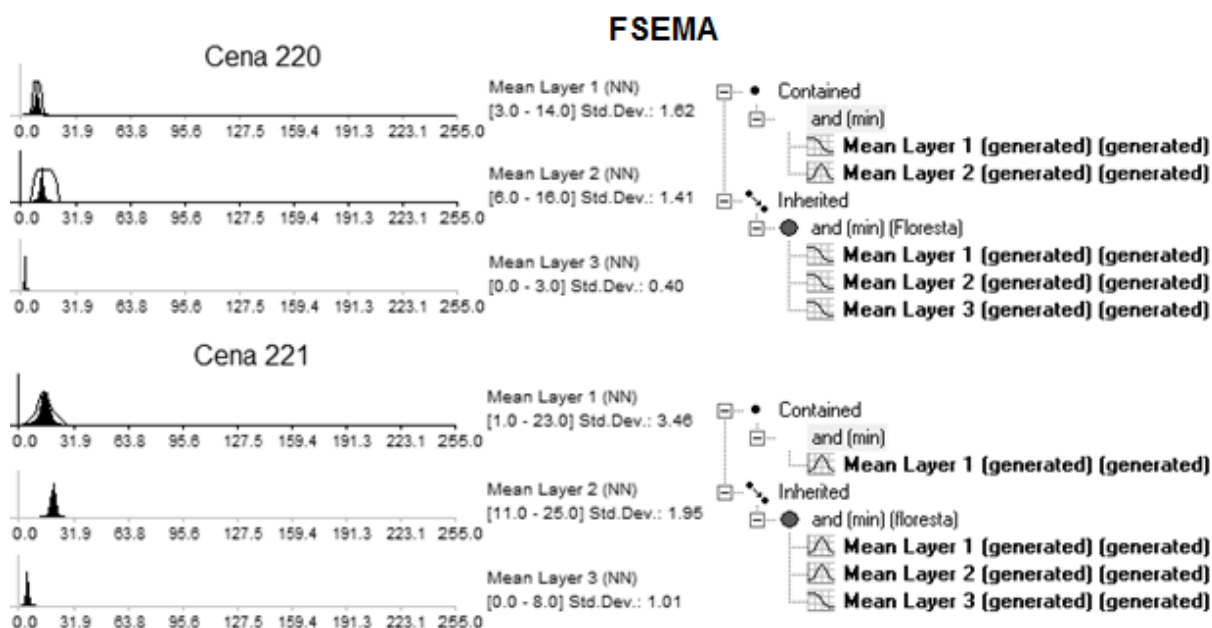 FSEMA
Cena 220
Mean Layer 1 (NN)
[3.0 - 14.0] Std.Dev.: 1.62
0.0 31.9 63.8 95.6 127.5 159.4 191.3 223.1 255.0
Mean Layer 2 (NN)
[6.0 - 16.0] Std.Dev.: 1.41
0.0 31.9 63.8 95.6 127.5 159.4 191.3 223.1 255.0
Mean Layer 3 (NN)
[0.0 - 3.0] Std.Dev.: 0.40
0.0 31.9 63.8 95.6 127.5 159.4 191.3 223.1 255.0
Contained
and (min)
Mean Layer 1 (generated) (generated)
Mean Layer 2 (generated) (generated)
Inherited
and (min) (Floresta)
Mean Layer 1 (generated) (generated)
Mean Layer 2 (generated) (generated)
Mean Layer 3 (generated) (generated)
Cena 221
Mean Layer 1 (NN)
[1.0 - 23.0] Std.Dev.: 3.46
0.0 31.9 63.8 95.6 127.5 159.4 191.3 223.1 255.0
Mean Layer 2 (NN)
[11.0 - 25.0] Std.Dev.: 1.95
0.0 31.9 63.8 95.6 127.5 159.4 191.3 223.1 255.0
Mean Layer 3 (NN)
[0.0 - 8.0] Std.Dev.: 1.01
0.0 31.9 63.8 95.6 127.5 159.4 191.3 223.1 255.0
Contained
and (min)
Mean Layer 1 (generated) (generated)
Inherited
and (min) (floresta)
Mean Layer 1 (generated) (generated)
Mean Layer 2 (generated) (generated)
Mean Layer 3 (generated) (generated)